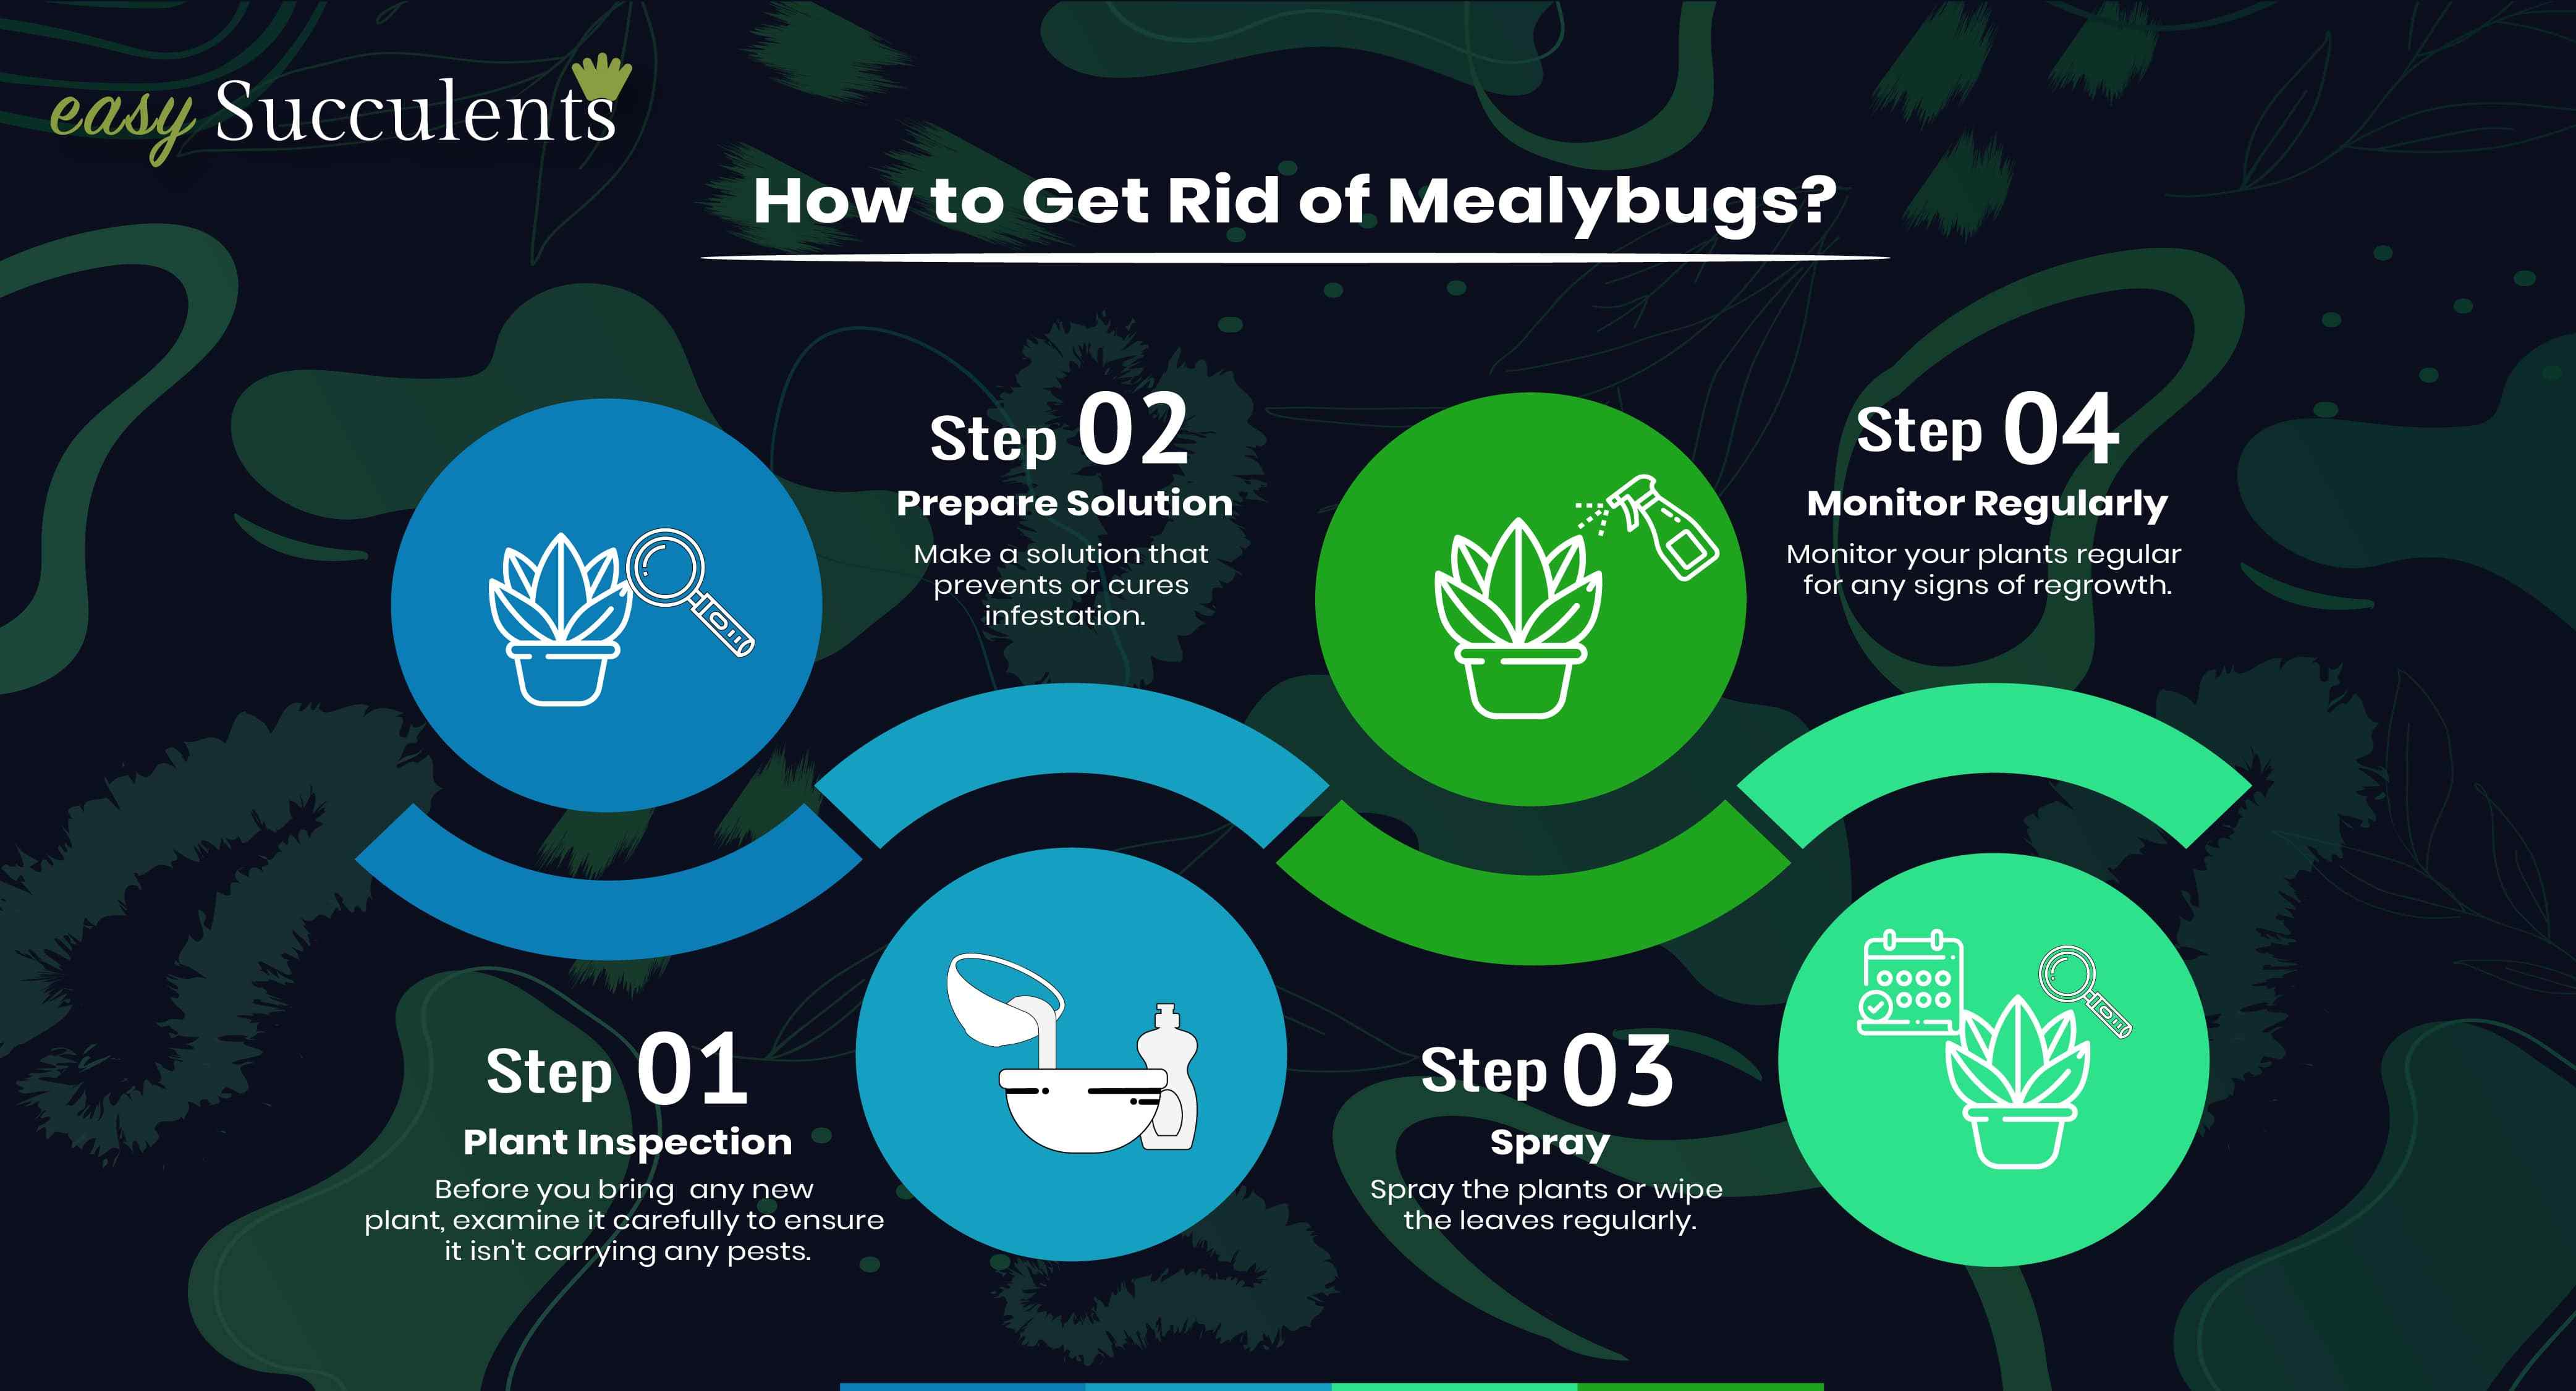 easy Succulents
How to Get Rid of Mealybugs?
Step 01
Plant Inspection
Before you bring any new
plant, examine it carefully to ensure
it isn't carrying any pests.
Step 02
Prepare Solution
Make a solution that
prevents or cures
infestation.
Step 03
Spray
Spray the plants or wipe
the leaves regularly.
Step 04
Monitor Regularly
Monitor your plants regular
for any signs of regrowth.